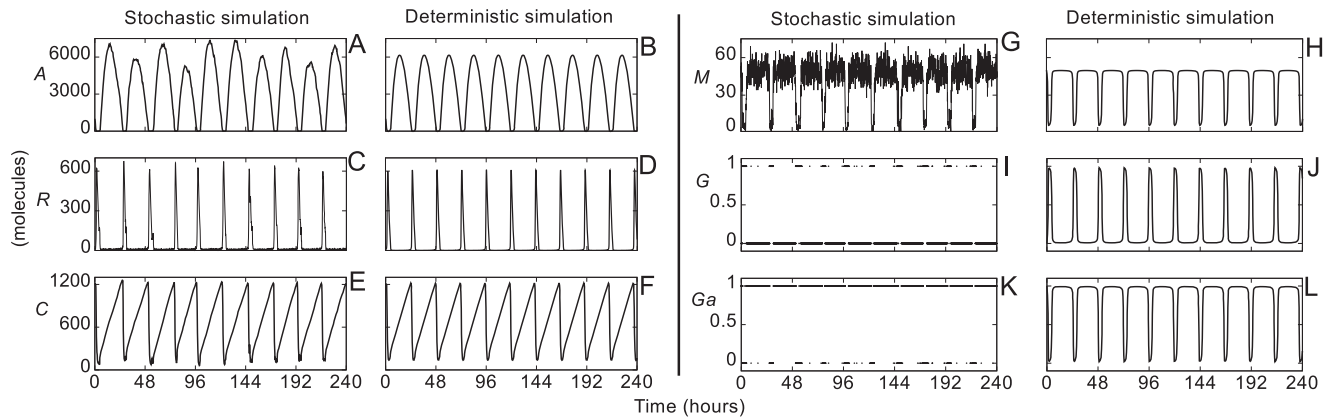 Stochastic simulation
Deterministic simulation
Stochastic simulation
Deterministic simulation
A
6000
3000
0
A
B
M
60
30
0
G
H
(molecules)
R
600
300
0
C
D
G
1
0.5
0
I
J
C
1200
600
0
E
F
Ga
1
0.5
0
K
L
0 48 96 144 192 240
0 48 96 144 192 240
0 48 96 144 192 240
0 48 96 144 192 240
Time (hours)